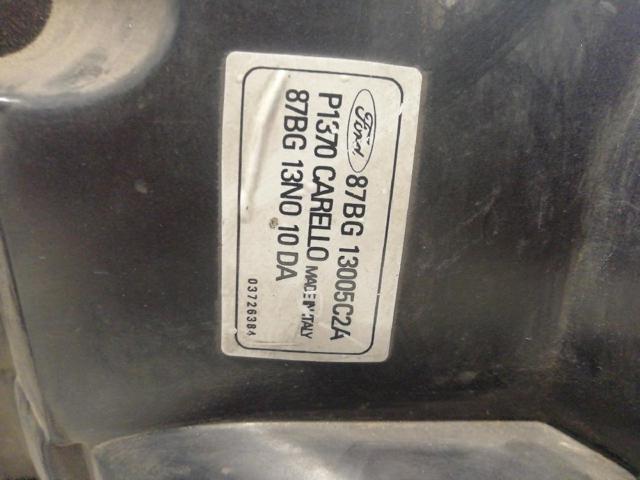 Ford 87BG 13005C2A
P1370 CARELLO MADE IN ITALY
87BG 13N0 10 DA
03726384